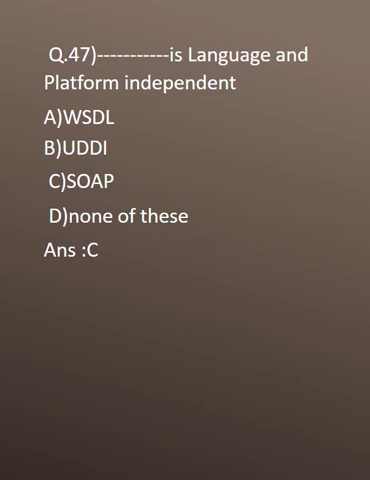 Q.47)-----------is Language and
Platform independent
A)WSDL
B)UDDI
C)SOAP
D)none of these
Ans :C